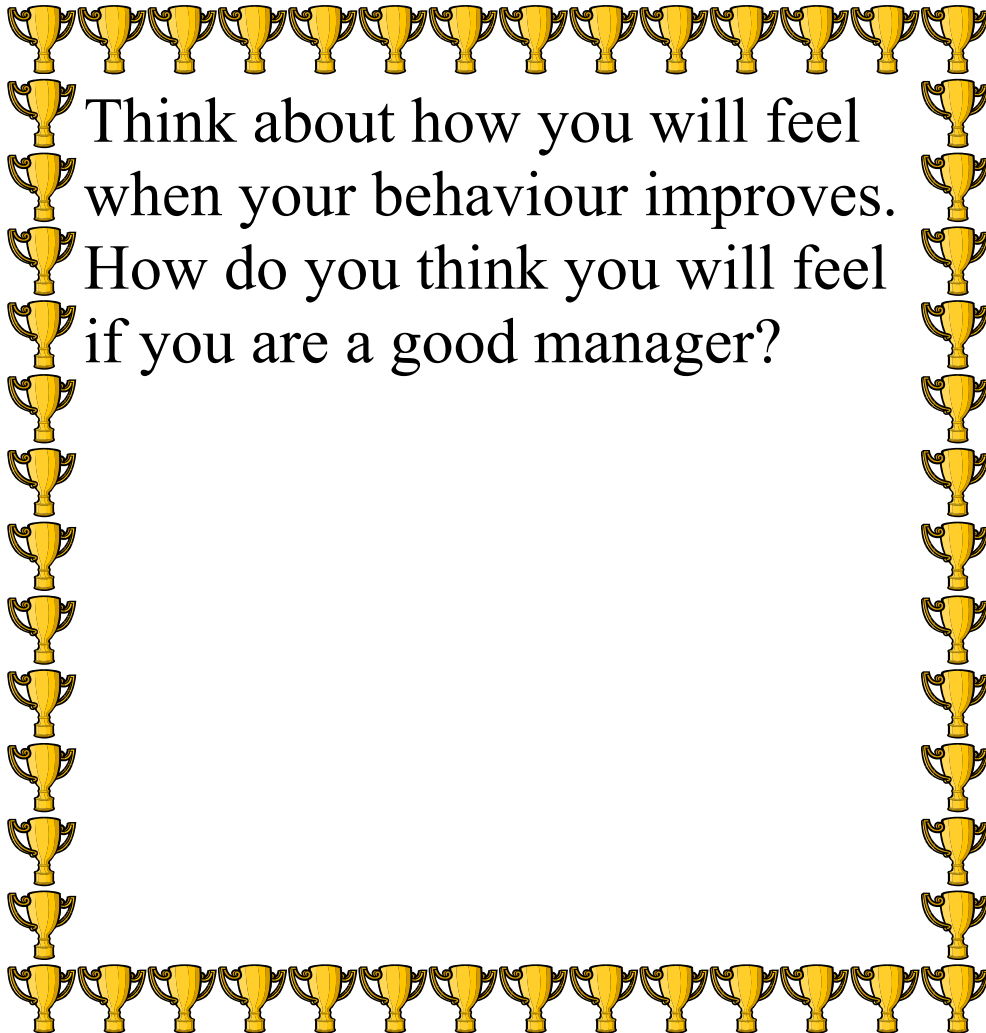 Think about how you will feel
when your behaviour improves.
How do you think you will feel
if you are a good manager?